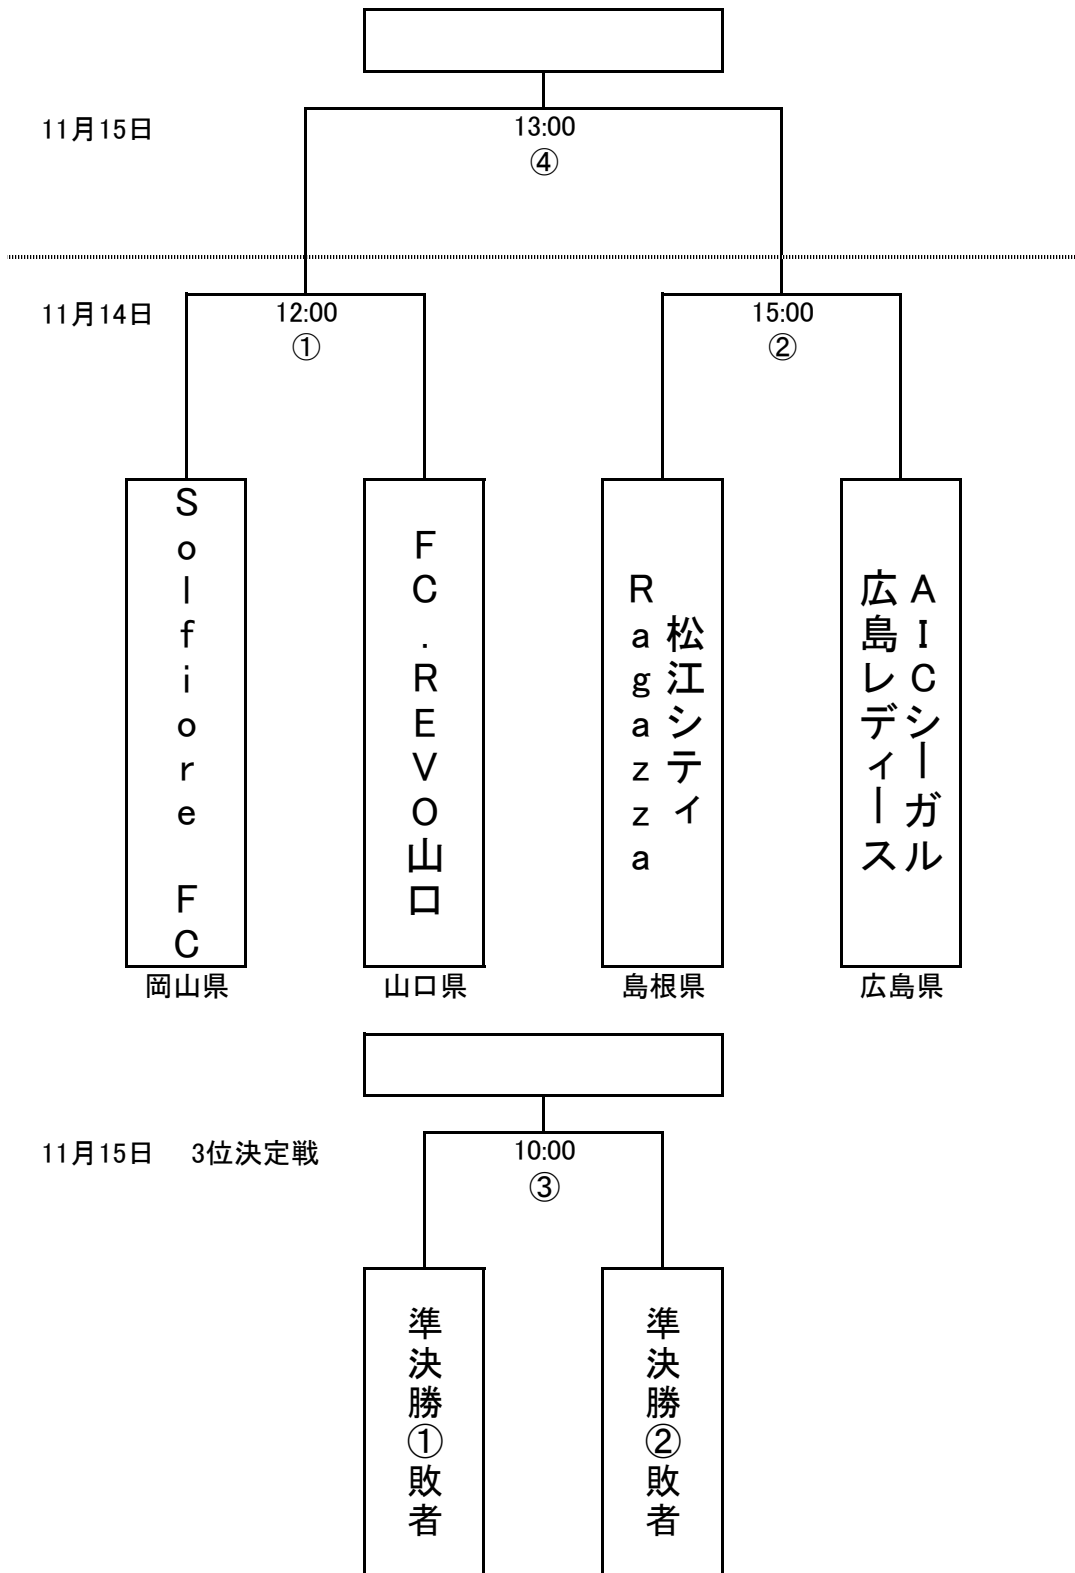 11月15日
13:00
④
11月14日
12:00
①
15:00
②
Solfiore FC
FC.REVO山口
松江シティ
Ragazza
AICシーガル
広島レディース
岡山県
山口県
島根県
広島県
11月15日 3位決定戦
10:00
③
準決勝①敗者
準決勝②敗者